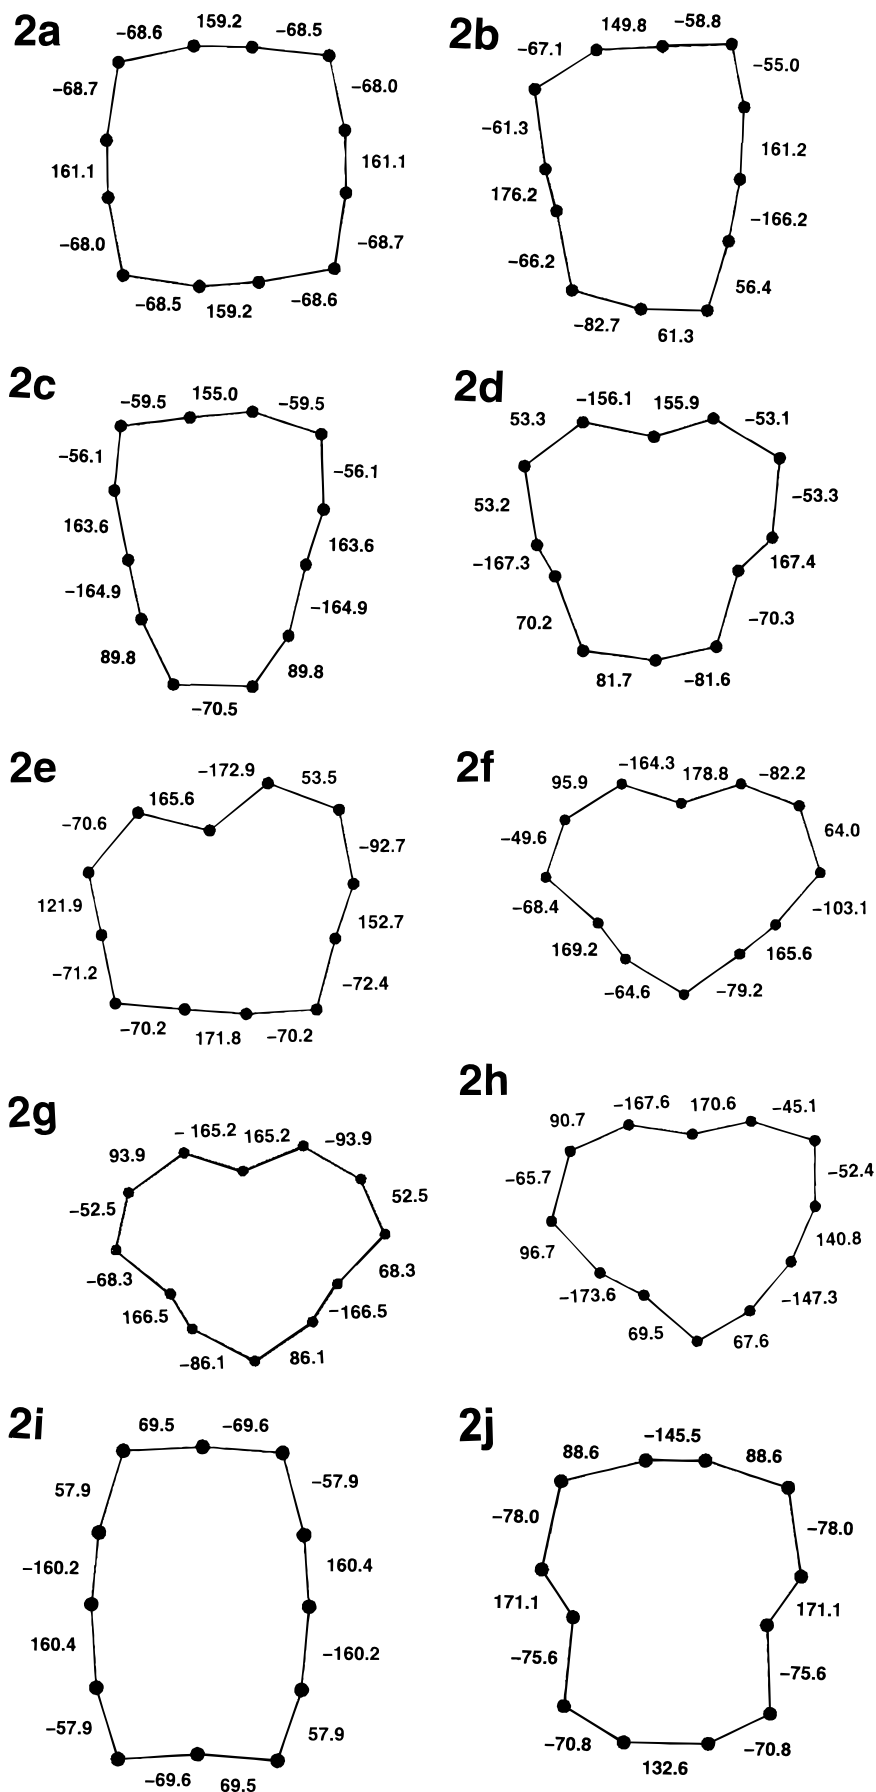 2a
159.2
−68.6 −68.5
−68.7 −68.0
161.1 161.1
−68.0 −68.7
−68.5 159.2 −68.6
2b
149.8 −58.8
−67.1 −55.0
−61.3 161.2
176.2 −166.2
−66.2 56.4
−82.7 61.3
2c
−59.5 155.0 −59.5
−56.1 −56.1
163.6 163.6
−164.9 −164.9
89.8 89.8
−70.5
2d
53.3 −156.1 155.9 −53.1
53.2 −53.3
−167.3 167.4
70.2 −70.3
81.7 −81.6
2e
−172.9 53.5
−70.6 165.6
−92.7
121.9 152.7
−71.2 −72.4
−70.2 171.8 −70.2
2f
95.9 −164.3 178.8 −82.2
−49.6 64.0
−68.4 −103.1
169.2 165.6
−64.6 −79.2
2g
93.9 −165.2 165.2 −93.9
−52.5 52.5
−68.3 68.3
166.5 −166.5
−86.1 86.1
2h
90.7 −167.6 170.6 −45.1
−65.7 −52.4
96.7 140.8
−173.6 −147.3
69.5 67.6
2i
69.5 −69.6
57.9 −57.9
−160.2 160.4
160.4 −160.2
−57.9 57.9
−69.6 69.5
2j
88.6 −145.5 88.6
−78.0 −78.0
171.1 171.1
−75.6 −75.6
−70.8 132.6 −70.8